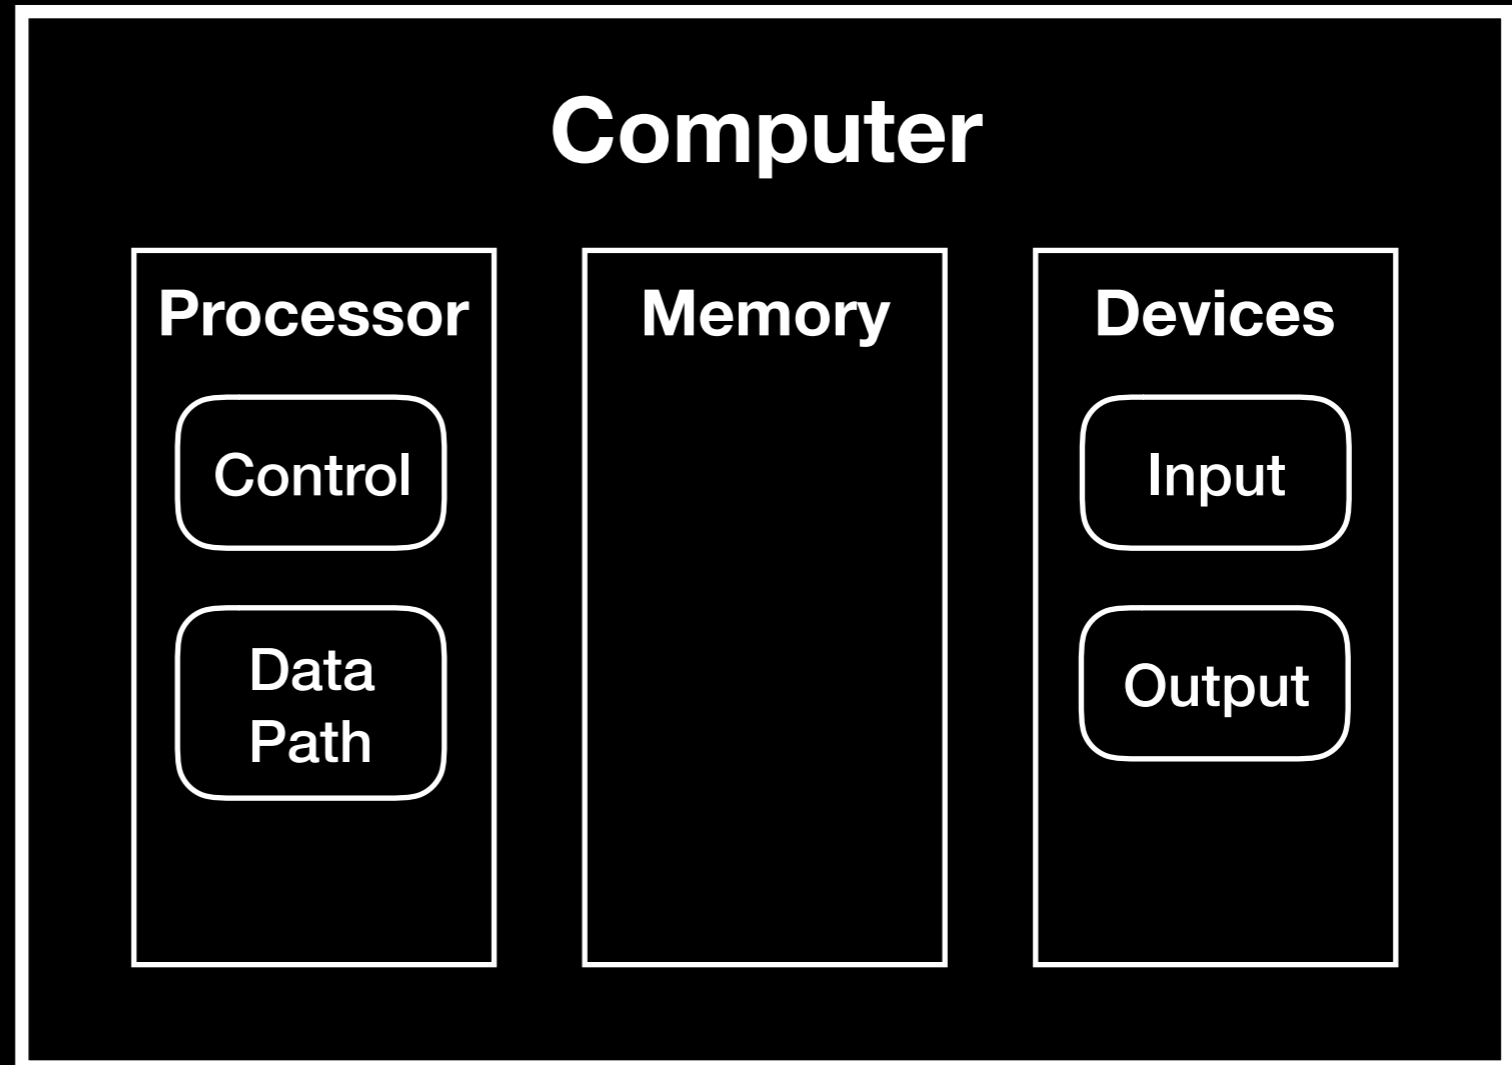 Computer
Processor
Control
Data
Path
Memory
Devices
Input
Output